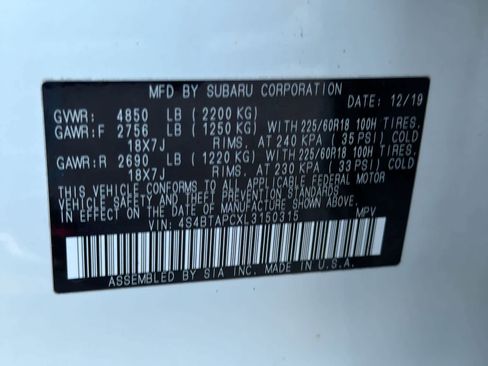 MFD BY SUBARU CORPORATION
DATE: 12/19
GVWR: 4850 LB (2200 KG)
GAWR:F 2756 LB (1250 KG) WITH 225/60R18 100H TIRES,
18X7J RIMS, AT 240 KPA (35 PSI) COLD
GAWR:R 2690 LB (1220 KG) WITH 225/60R18 100H TIRES,
18X7J RIMS, AT 230 KPA (33 PSI) COLD
THIS VEHICLE CONFORMS TO ALL APPLICABLE FEDERAL MOTOR
VEHICLE SAFETY AND THEFT PREVENTION STANDARDS
IN EFFECT ON THE DATE OF MANUFACTURE SHOWN ABOVE.
VIN: 4S4BTAPCXL3150315 MPV
ASSEMBLED BY SIA INC. MADE IN U.S.A.